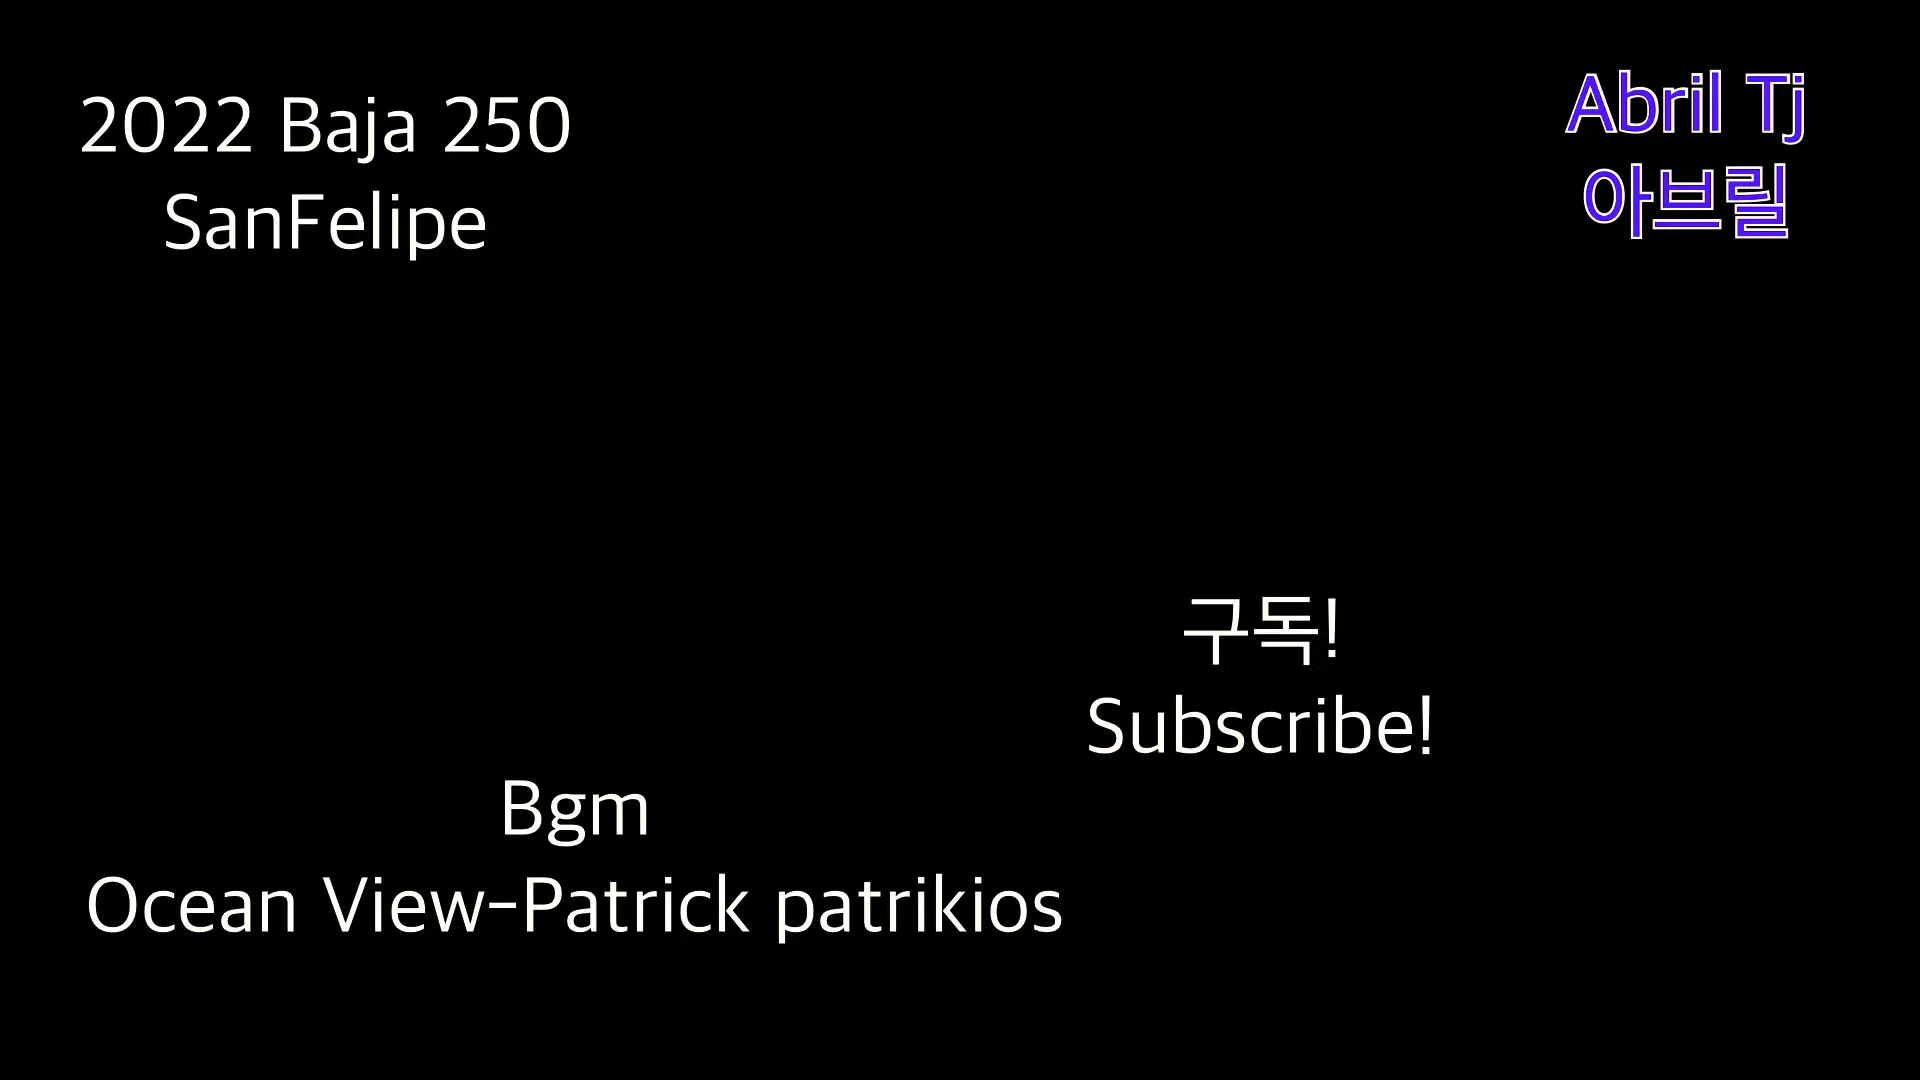 2022 Baja 250
SanFelipe
Abril Tj
아브릴
구독!
Subscribe!
Bgm
Ocean View-Patrick patrikios